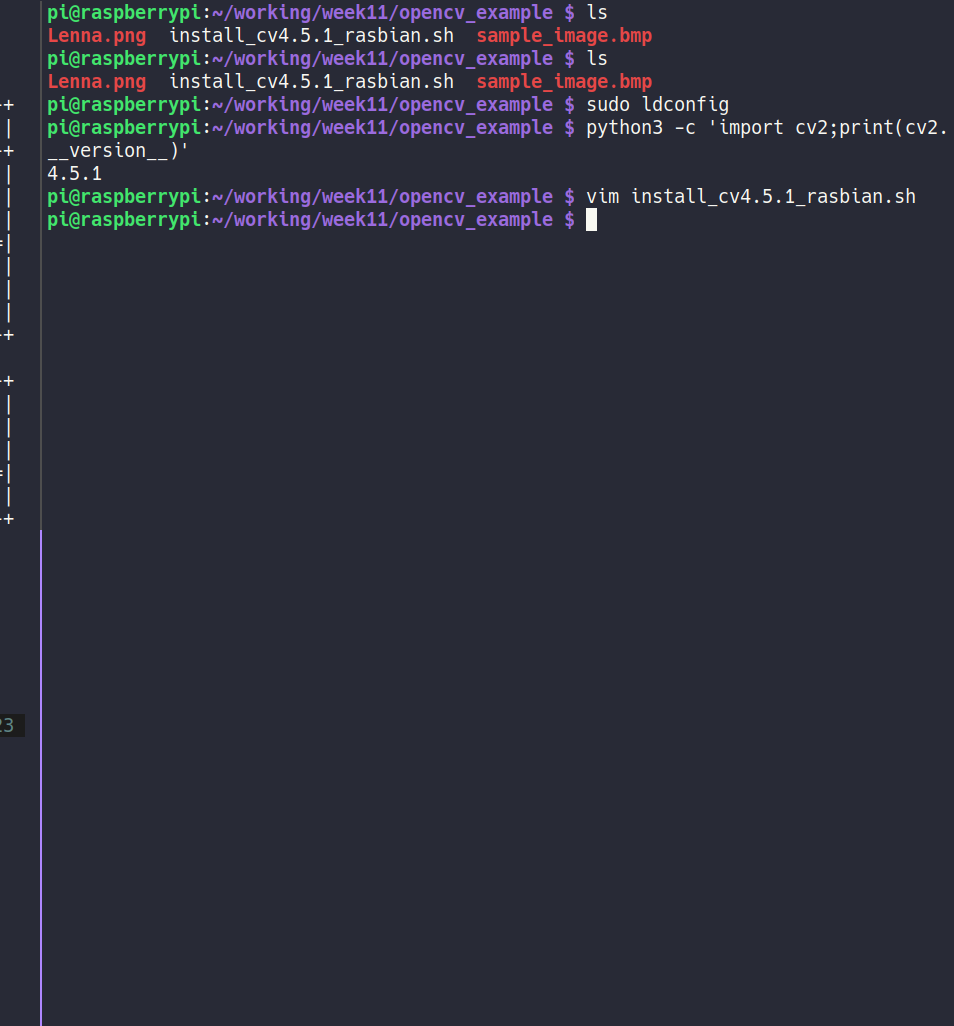 pi@raspberrypi:~/working/week11/opencv_example $ ls
Lenna.png  install_cv4.5.1_rasbian.sh  sample_image.bmp
pi@raspberrypi:~/working/week11/opencv_example $ ls
Lenna.png  install_cv4.5.1_rasbian.sh  sample_image.bmp
pi@raspberrypi:~/working/week11/opencv_example $ sudo ldconfig
pi@raspberrypi:~/working/week11/opencv_example $ python3 -c 'import cv2;print(cv2.
__version__)'
4.5.1
pi@raspberrypi:~/working/week11/opencv_example $ vim install_cv4.5.1_rasbian.sh
pi@raspberrypi:~/working/week11/opencv_example $